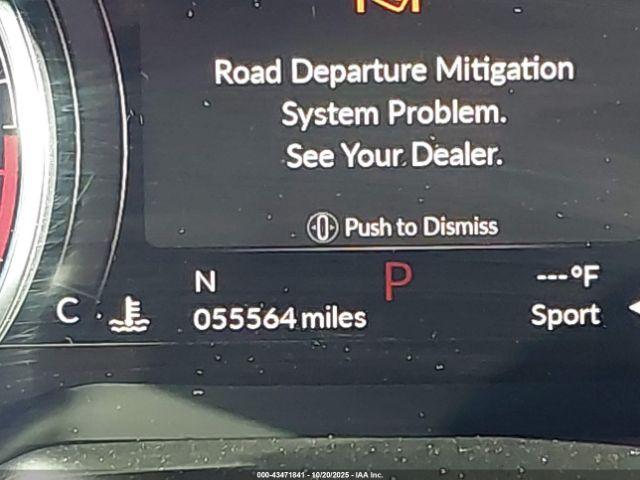 Road Departure Mitigation
System Problem.
See Your Dealer.
Push to Dismiss
N P ---°F
C 055564 miles Sport
000-43471841 - 10/20/2025 - IAA Inc.